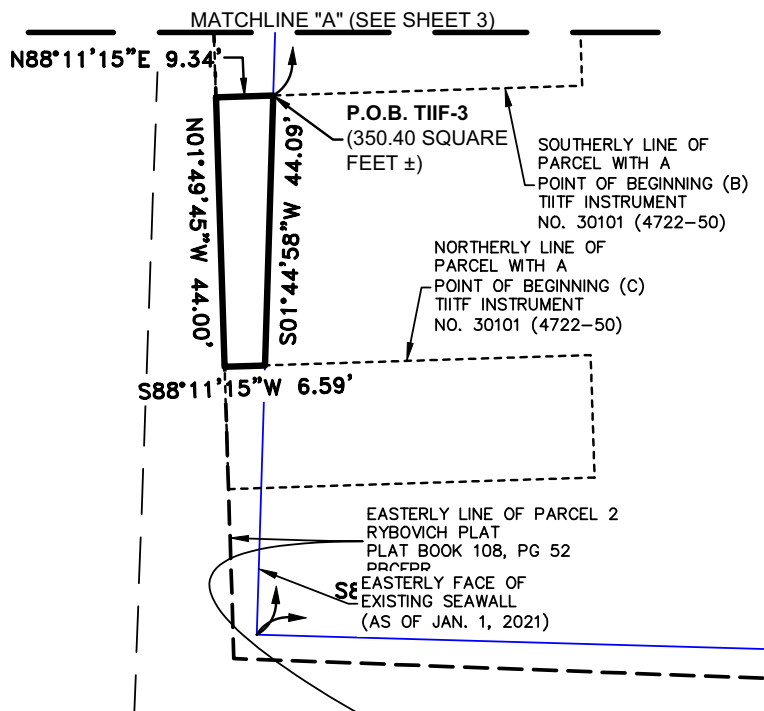 MATCHLINE "A" (SEE SHEET 3)
N88°11'15"E 9.34'
P.O.B. TIIF-3
(350.40 SQUARE
FEET ±)
N01°49'45"W 44.00'
S01°44'58"W 44.09'
SOUTHERLY LINE OF
PARCEL WITH A
POINT OF BEGINNING (B)
TIITF INSTRUMENT
NO. 30101 (4722-50)
NORTHERLY LINE OF
PARCEL WITH A
POINT OF BEGINNING (C)
TIITF INSTRUMENT
NO. 30101 (4722-50)
S88°11'15"W 6.59'
EASTERLY LINE OF PARCEL 2
RYBOVICH PLAT
PLAT BOOK 108, PG 52
PBCFPR
S8
EASTERLY FACE OF
EXISTING SEAWALL
(AS OF JAN. 1, 2021)